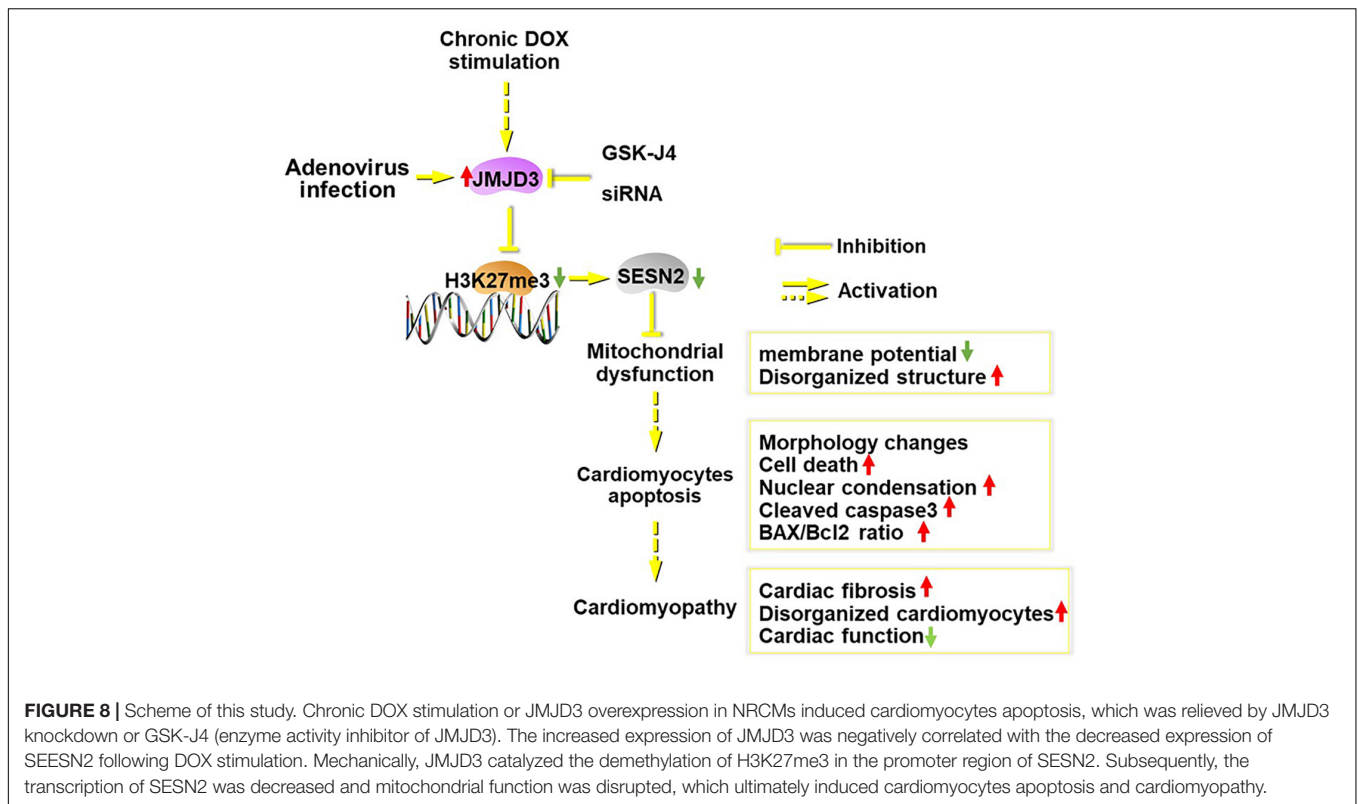 Chronic DOX
stimulation
Adenovirus
infection
JMJD3
GSK-J4
siRNA
H3K27me3
SESN2
Inhibition
Activation
Mitochondrial
dysfunction
membrane potential
Disorganized structure
Cardiomyocytes
apoptosis
Morphology changes
Cell death
Nuclear condensation
Cleaved caspase3
BAX/Bcl2 ratio
Cardiomyopathy
Cardiac fibrosis
Disorganized cardiomyocytes
Cardiac function
FIGURE 8 | Scheme of this study. Chronic DOX stimulation or JMJD3 overexpression in NRCMs induced cardiomyocytes apoptosis, which was relieved by JMJD3
knockdown or GSK-J4 (enzyme activity inhibitor of JMJD3). The increased expression of JMJD3 was negatively correlated with the decreased expression of
SEESN2 following DOX stimulation. Mechanically, JMJD3 catalyzed the demethylation of H3K27me3 in the promoter region of SESN2. Subsequently, the
transcription of SESN2 was decreased and mitochondrial function was disrupted, which ultimately induced cardiomyocytes apoptosis and cardiomyopathy.